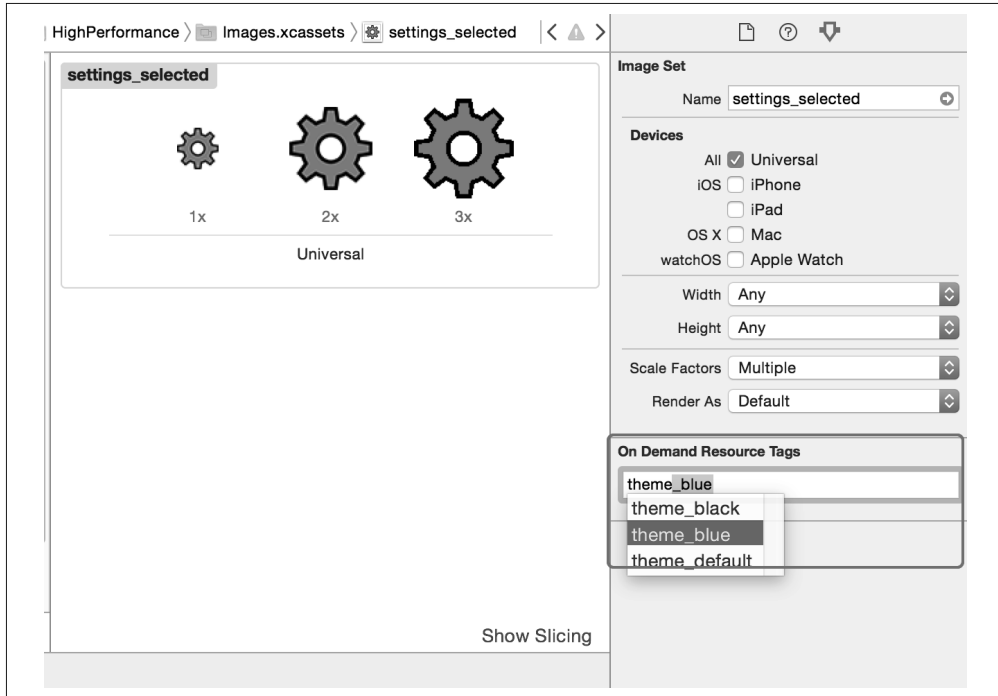 HighPerformance
Images.xcassets
settings_selected
settings_selected
1x
2x
3x
Universal
Show Slicing
Image Set
Name settings_selected
Devices
All Universal
iOS iPhone
iPad
OS X Mac
watchOS Apple Watch
Width Any
Height Any
Scale Factors Multiple
Render As Default
On Demand Resource Tags
theme_blue
theme_black
theme_blue
theme_default